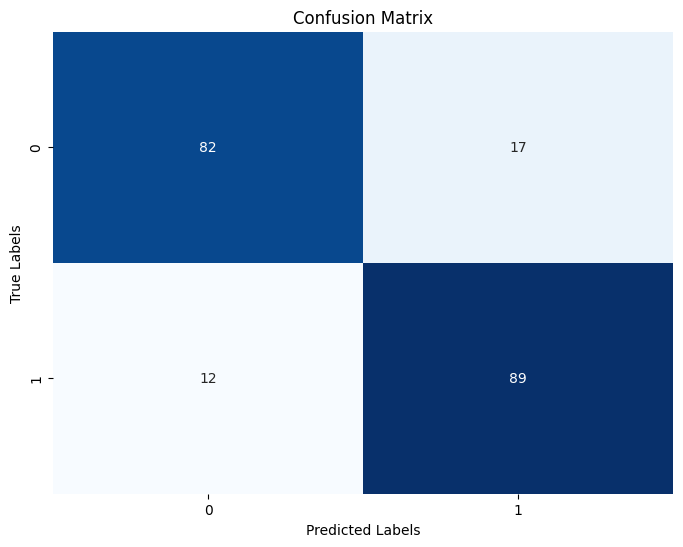 Confusion Matrix
True Labels
0
82
17
1
12
89
0
1
Predicted Labels